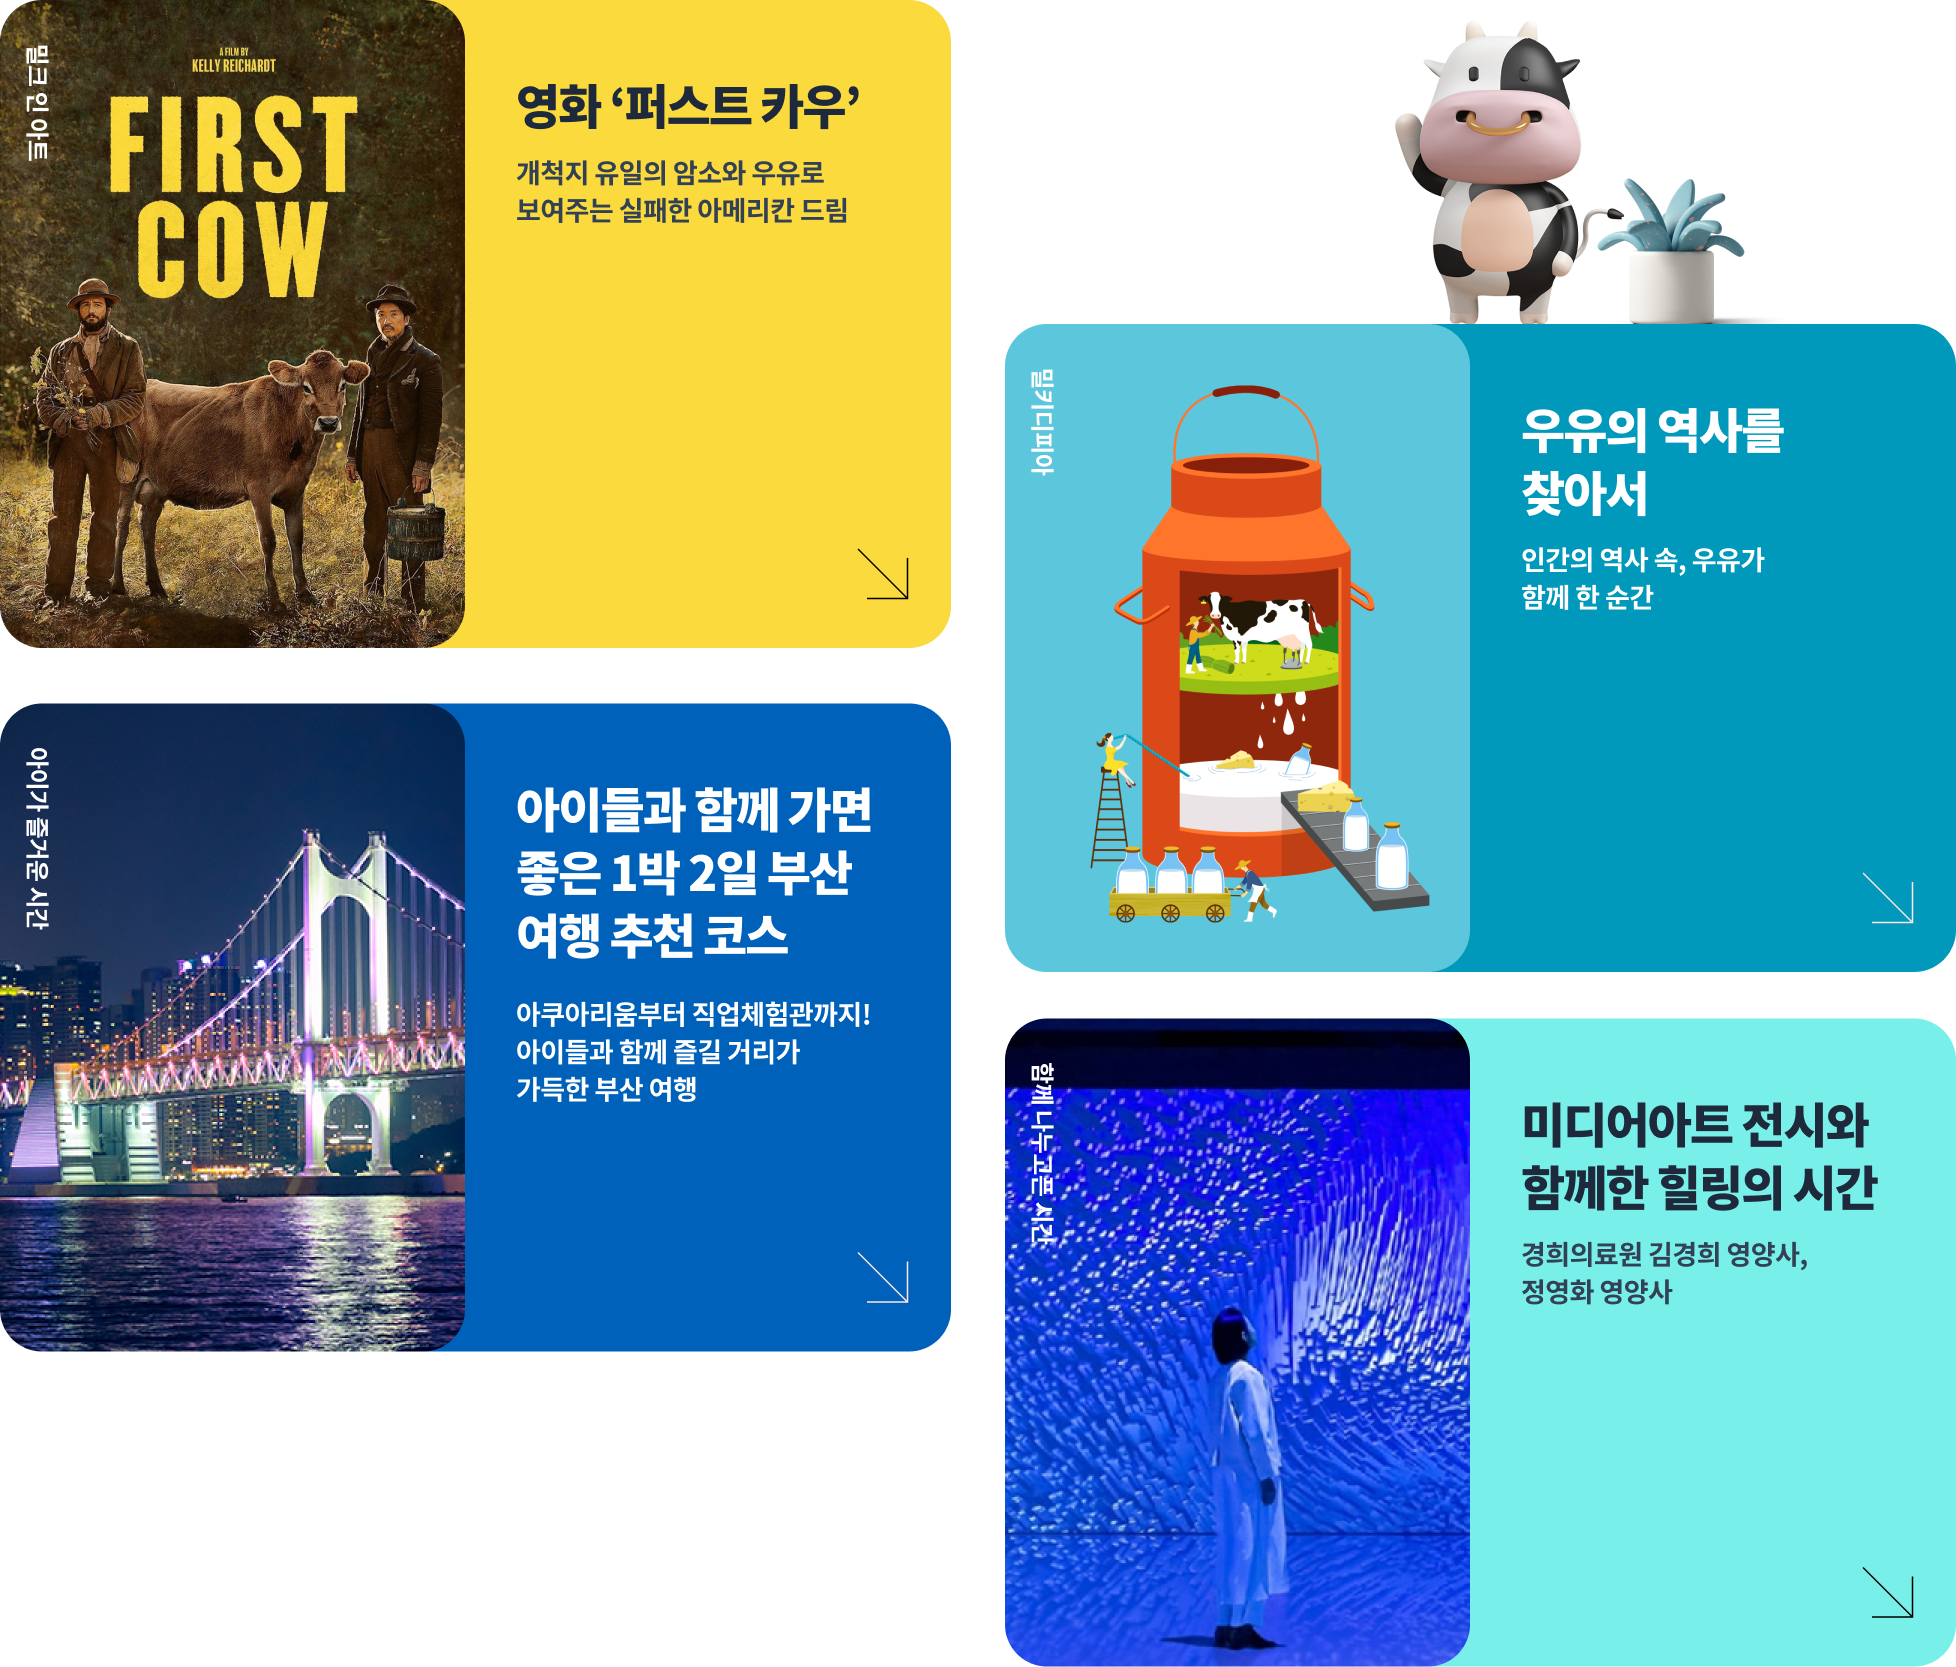 밀크 인 아트
A FILM BY
KELLY REICHARDT
FIRST
COW
영화 ‘퍼스트 카우’
개척지 유일의 암소와 우유로
보여주는 실패한 아메리칸 드림
밀키디피아
우유의 역사를
찾아서
인간의 역사 속, 우유가
함께 한 순간
아이가 즐거운 시간
아이들과 함께 가면
좋은 1박 2일 부산
여행 추천 코스
아쿠아리움부터 직업체험관까지!
아이들과 함께 즐길 거리가
가득한 부산 여행
함께 나누고픈 시간
미디어아트 전시와
함께한 힐링의 시간
경희의료원 김경희 영양사,
정영화 영양사